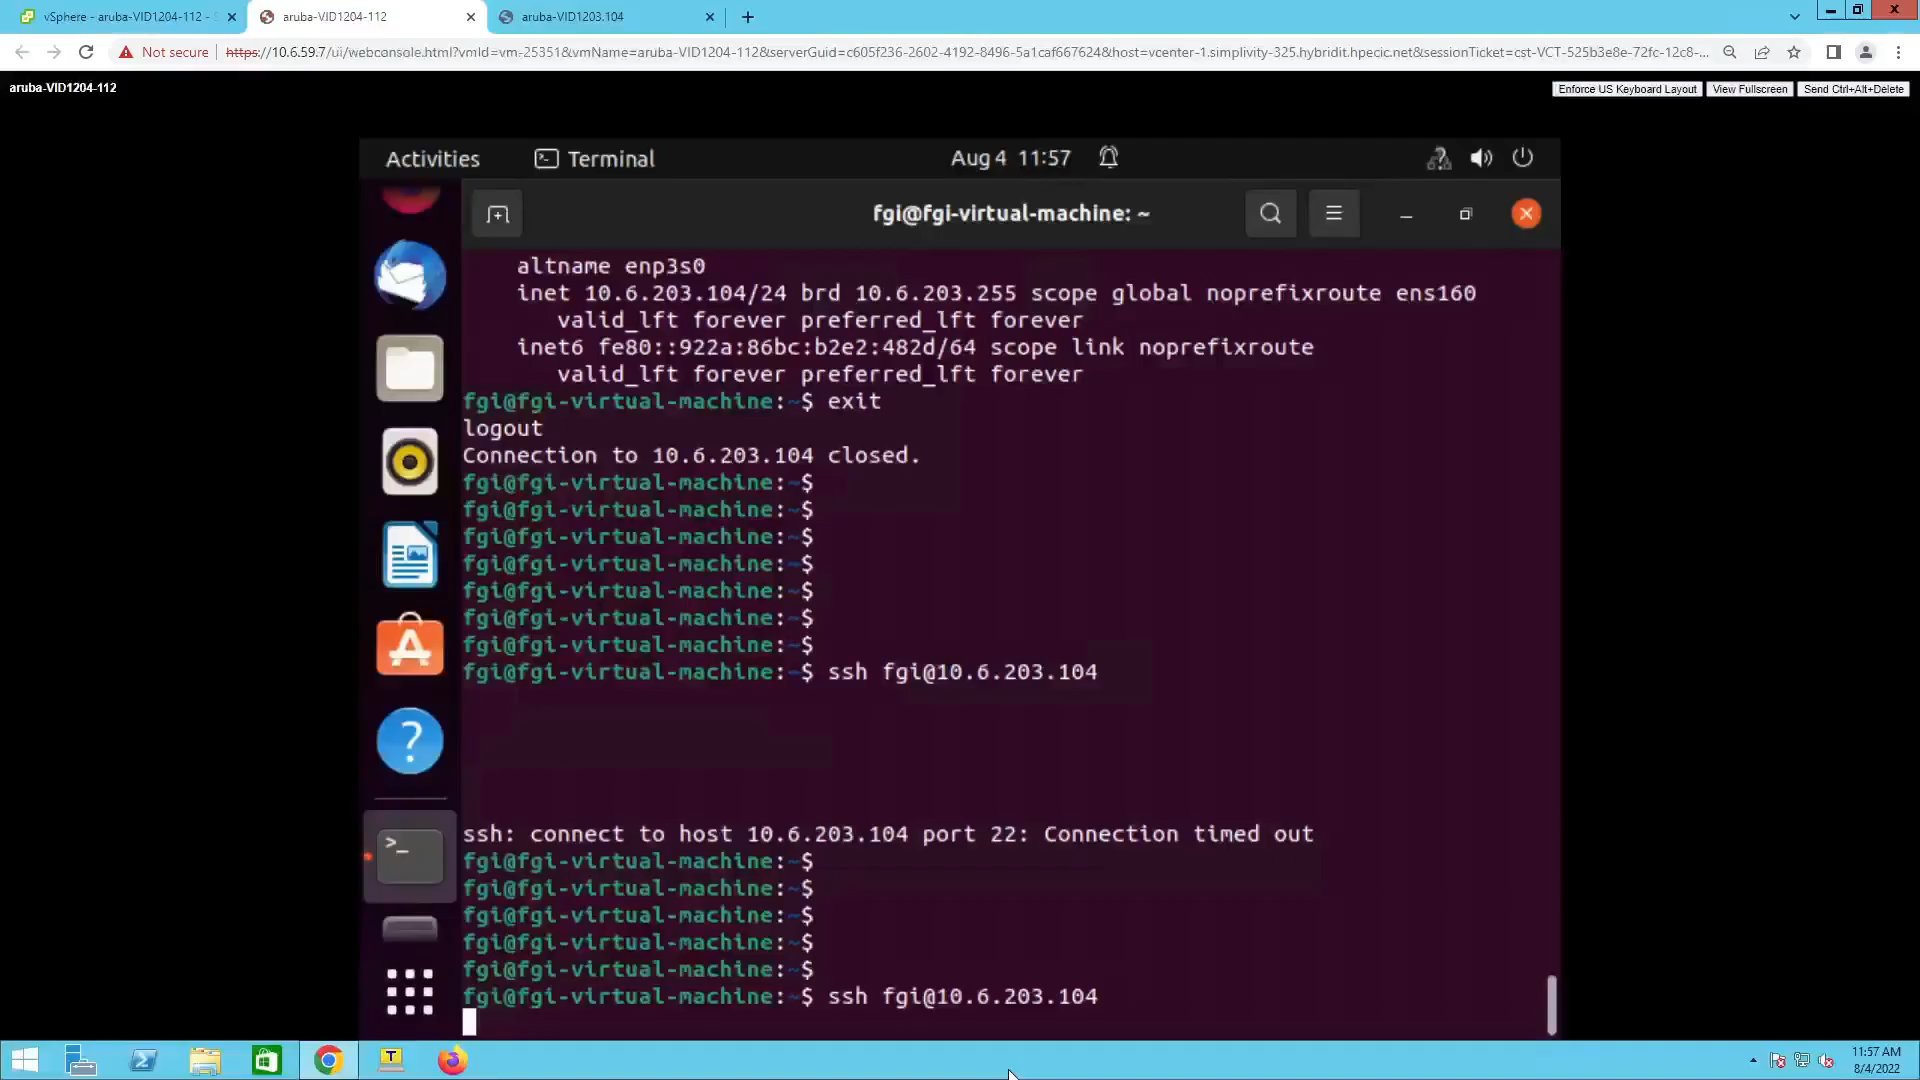 vSphere - aruba-VID1204-112 - S
aruba-VID1204-112
aruba-VID1203.104
Not secure
https://10.6.59.7/ui/webconsole.html?vmId=vm-25351&vmName=aruba-VID1204-112&serverGuid=c605f236-2602-4192-8496-5a1caf667624&host=vcenter-1.simplivity-325.hybridit.hpecic.net&sessionTicket=cst-VCT-525b3e8e-72fc-12c8-...
aruba-VID1204-112
Enforce US Keyboard Layout
View Fullscreen
Send Ctrl+Alt+Delete
Activities
Terminal
Aug 4 11:57
fgi@fgi-virtual-machine: ~
altname enp3s0
inet 10.6.203.104/24 brd 10.6.203.255 scope global noprefixroute ens160
valid_lft forever preferred_lft forever
inet6 fe80::922a:86bc:b2e2:482d/64 scope link noprefixroute
valid_lft forever preferred_lft forever
fgi@fgi-virtual-machine:~$ exit
logout
Connection to 10.6.203.104 closed.
fgi@fgi-virtual-machine:~$
fgi@fgi-virtual-machine:~$
fgi@fgi-virtual-machine:~$
fgi@fgi-virtual-machine:~$
fgi@fgi-virtual-machine:~$
fgi@fgi-virtual-machine:~$
fgi@fgi-virtual-machine:~$
fgi@fgi-virtual-machine:~$ ssh fgi@10.6.203.104
ssh: connect to host 10.6.203.104 port 22: Connection timed out
fgi@fgi-virtual-machine:~$
fgi@fgi-virtual-machine:~$
fgi@fgi-virtual-machine:~$
fgi@fgi-virtual-machine:~$
fgi@fgi-virtual-machine:~$
fgi@fgi-virtual-machine:~$ ssh fgi@10.6.203.104
11:57 AM
8/4/2022